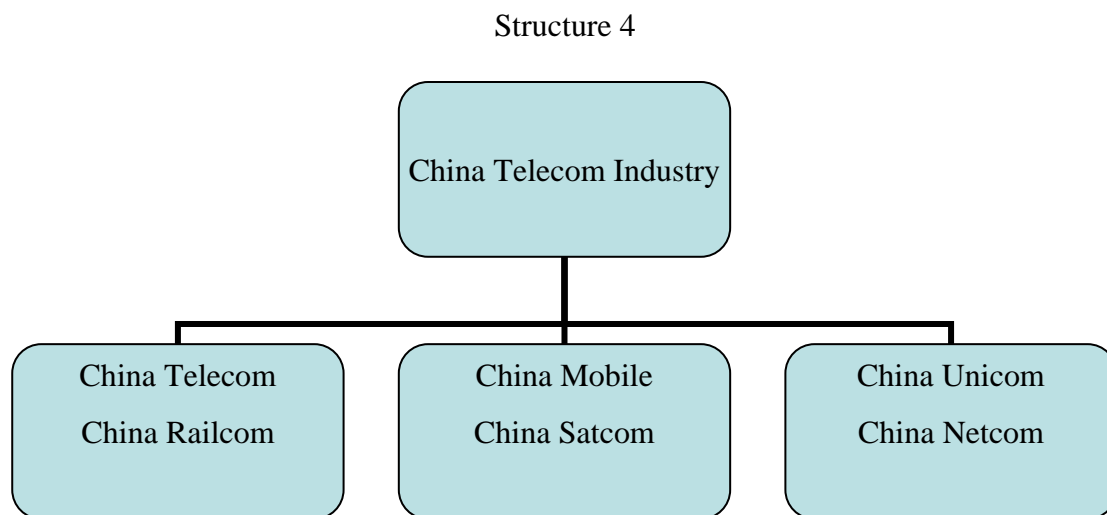 Structure 4
China Telecom Industry
China Telecom
China Railcom
China Mobile
China Satcom
China Unicom
China Netcom